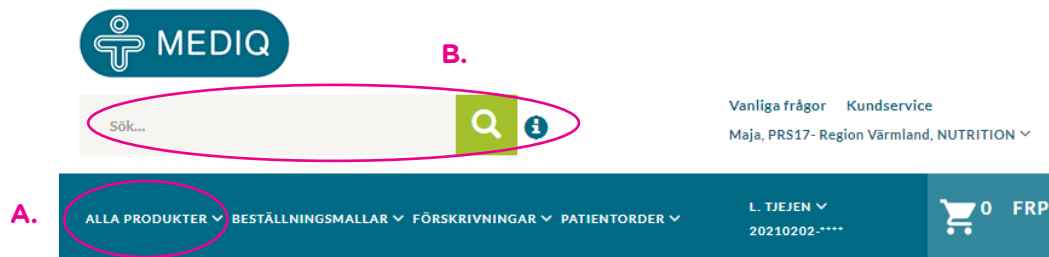 MEDIQ
B.
Sök...
Vanliga frågor Kundservice
Maja, PRS17- Region Värmland, NUTRITION
A.
ALLA PRODUKTER BESTÄLLNINGSMALLAR FÖRSKRIVNINGAR PATIENTORDER
L. TJEJEN
20210202-****
0 FRP